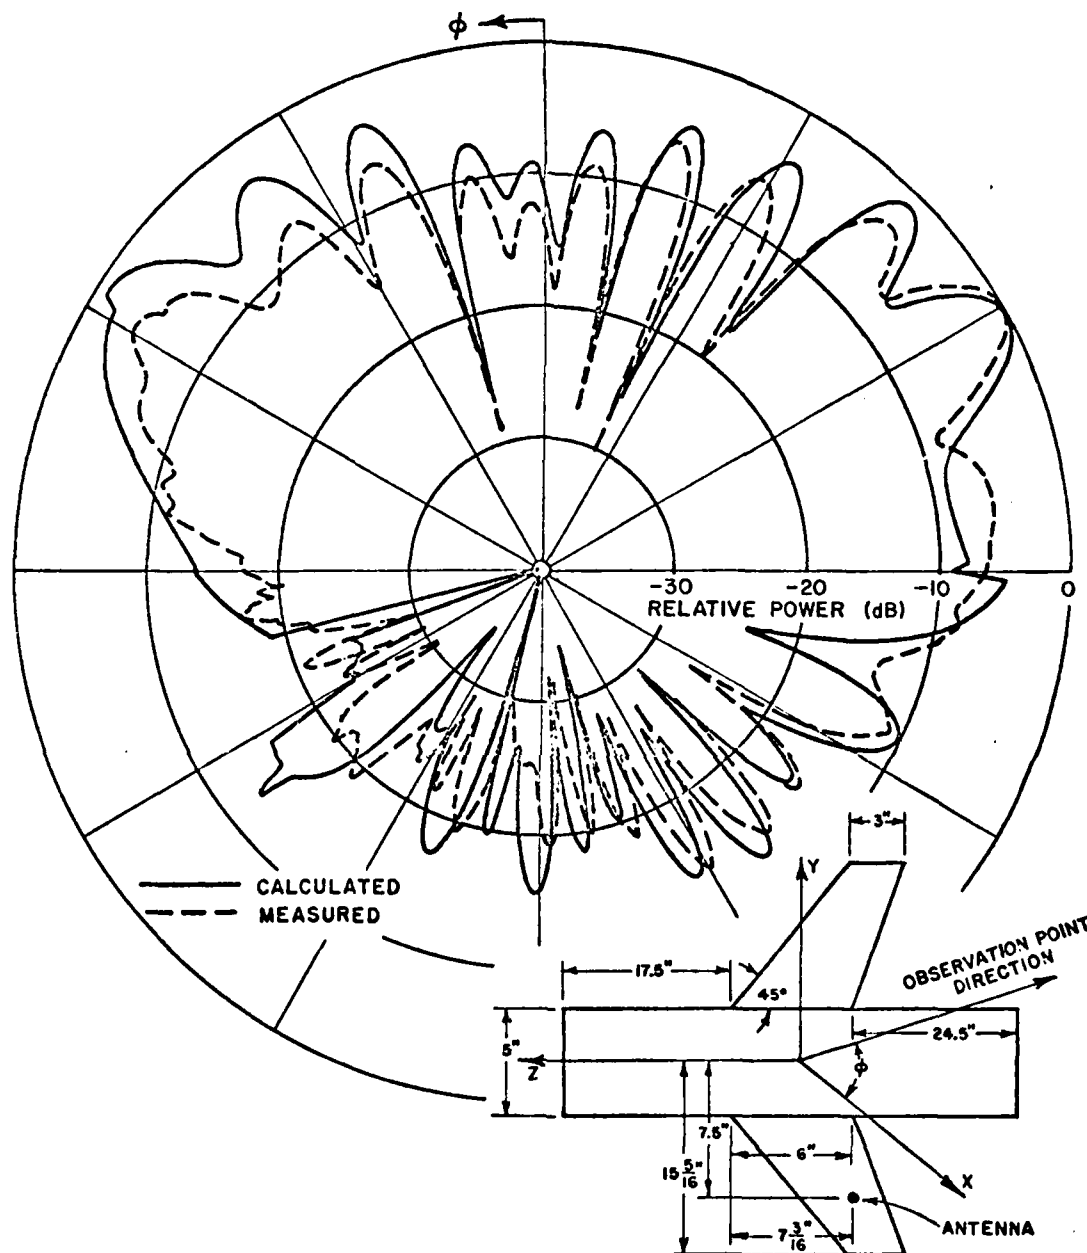 ϕ
-30 -20 -10 0
RELATIVE POWER (dB)
CALCULATED
MEASURED
3"
Y
OBSERVATION POINT
DIRECTION
17.5"
45°
24.5"
5"
Z
ϕ
7.5"
6"
15 5/16"
X
7 3/16
ANTENNA